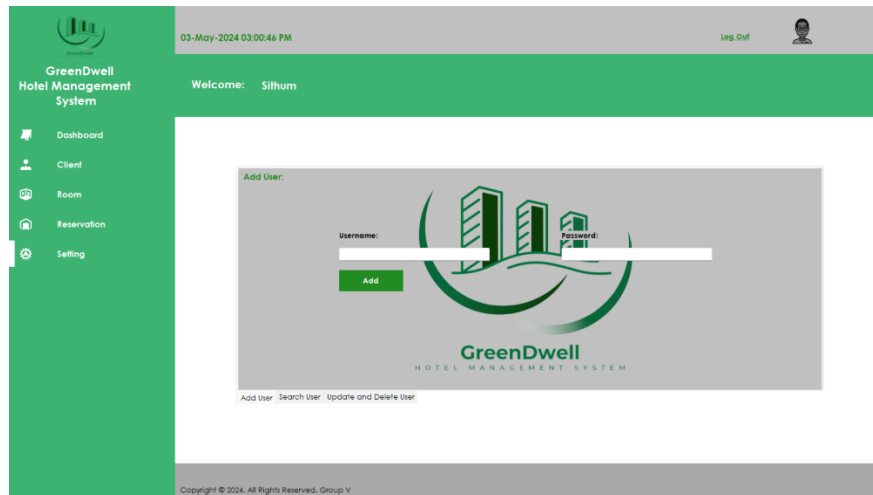 GreenDwell
GreenDwell
Hotel Management
System
Dashboard
Client
Room
Reservation
Setting
03-May-2024 03:00:46 PM
Log Out
Welcome: Sithum
Add User:
Username:
Password:
Add
GreenDwell
HOTEL MANAGEMENT SYSTEM
Add User Search User Update and Delete User
Copyright © 2024. All Rights Reserved. Group V